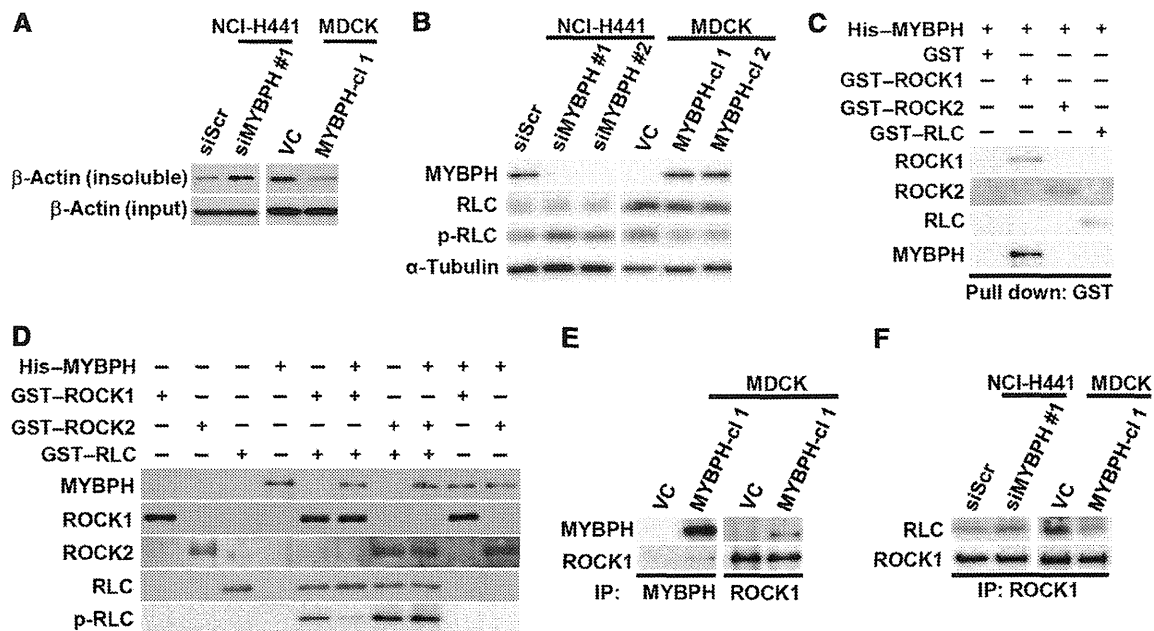 A
NCI-H441 MDCK
siScr siMYBPH #1 VC MYBPH-cl 1
β-Actin (insoluble)
β-Actin (input)
B
NCI-H441 MDCK
siScr siMYBPH #1 siMYBPH #2 VC MYBPH-cl 1 MYBPH-cl 2
MYBPH
RLC
p-RLC
α-Tubulin
C
His–MYBPH + + + +
GST + – – –
GST–ROCK1 – + – –
GST–ROCK2 – – + –
GST–RLC – – – +
ROCK1
ROCK2
RLC
MYBPH
Pull down: GST
D
His–MYBPH – – – + – + – + + +
GST–ROCK1 + – – – + + – – + –
GST–ROCK2 – + – – – – + + – +
GST–RLC – – + – + + + + – –
MYBPH
ROCK1
ROCK2
RLC
p-RLC
E
MDCK
VC MYBPH-cl 1 VC MYBPH-cl 1
MYBPH
ROCK1
IP: MYBPH ROCK1
F
NCI-H441 MDCK
siScr siMYBPH #1 VC MYBPH-cl 1
RLC
ROCK1
IP: ROCK1